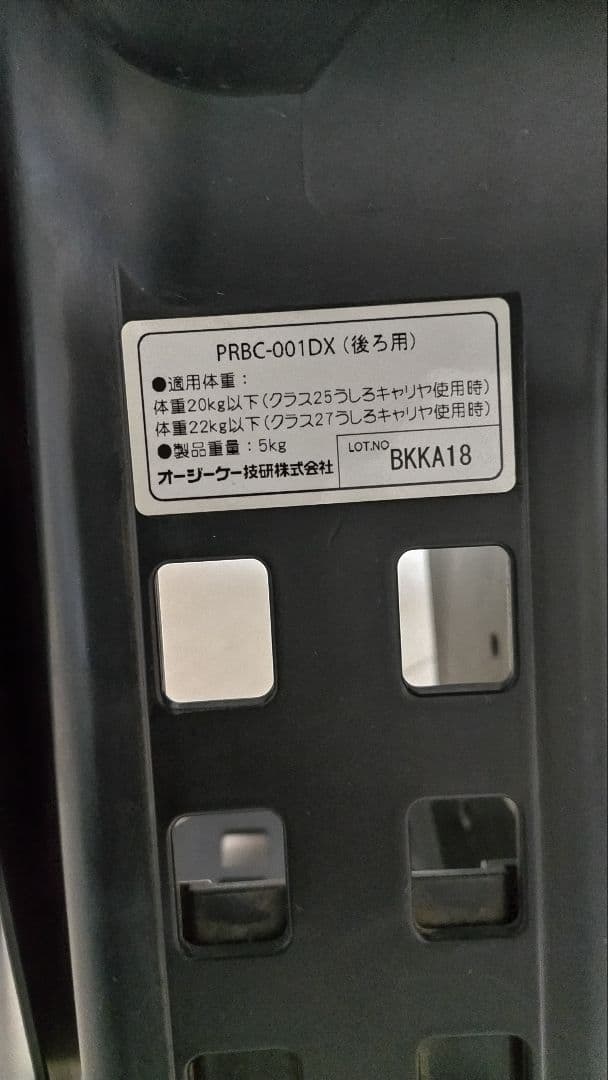 PRBC-001DX(後ろ用)
●適用体重：
体重20kg以下(クラス25うしろキャリヤ使用時)
体重22kg以下(クラス27うしろキャリヤ使用時)
●製品重量：5kg
オージーケー技研株式会社
LOT.NO BKKA18